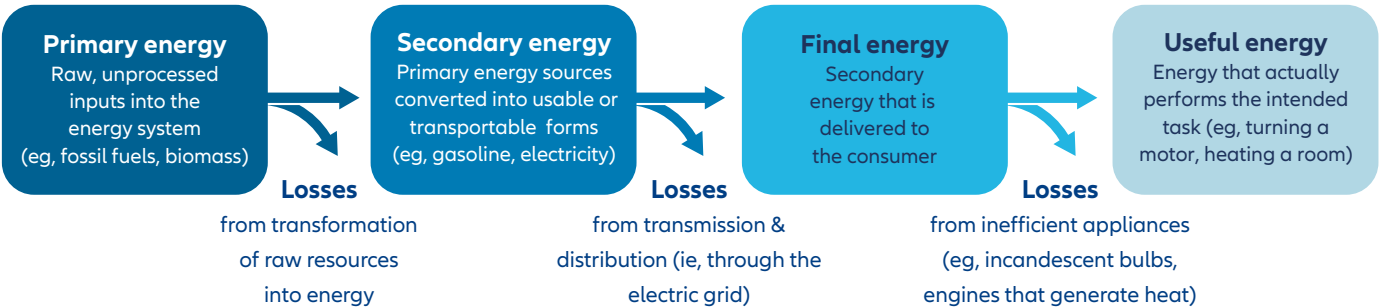 Primary energy
Raw, unprocessed
inputs into the
energy system
(eg, fossil fuels, biomass)
Secondary energy
Primary energy sources
converted into usable or
transportable forms
(eg, gasoline, electricity)
Final energy
Secondary
energy that is
delivered to
the consumer
Useful energy
Energy that actually
performs the intended
task (eg, turning a
motor, heating a room)
Losses
from transformation
of raw resources
into energy
Losses
from transmission &
distribution (ie, through the
electric grid)
Losses
from inefficient appliances
(eg, incandescent bulbs,
engines that generate heat)